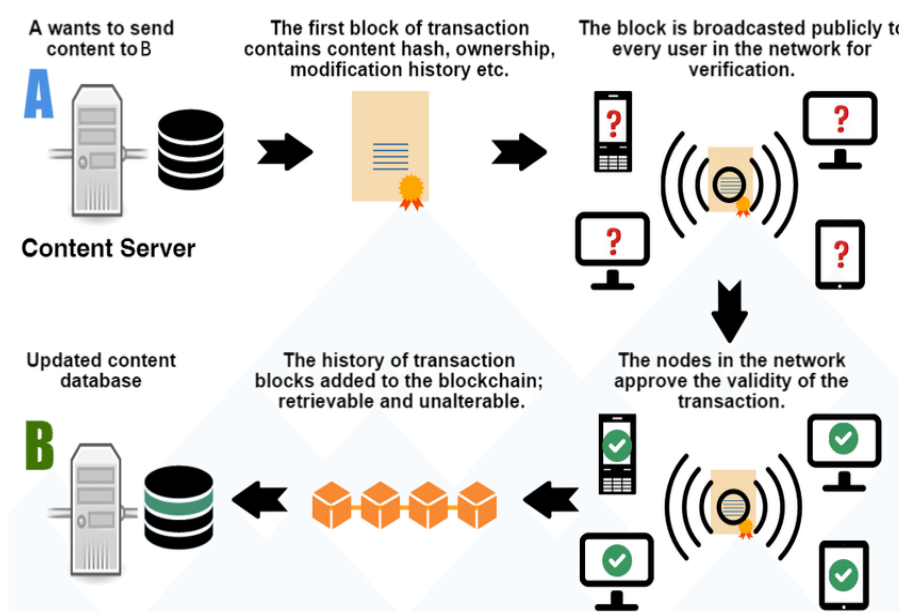 A wants to send
content to B
The first block of transaction
contains content hash, ownership,
modification history etc.
The block is broadcasted publicly to
every user in the network for
verification.
A
?
?
?
?
Content Server
Updated content
database
The history of transaction
blocks added to the blockchain;
retrievable and unalterable.
The nodes in the network
approve the validity of the
transaction.
B